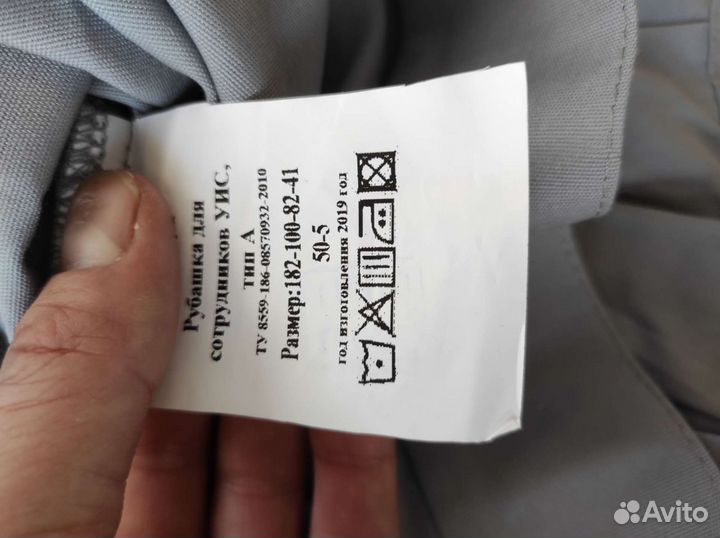 Рубашка для
сотрудников УИС,
тип А
ТУ 8559-186-08570932-2010
Размер:182-100-82-41
50-5
год изготовления 2019 год
Avito